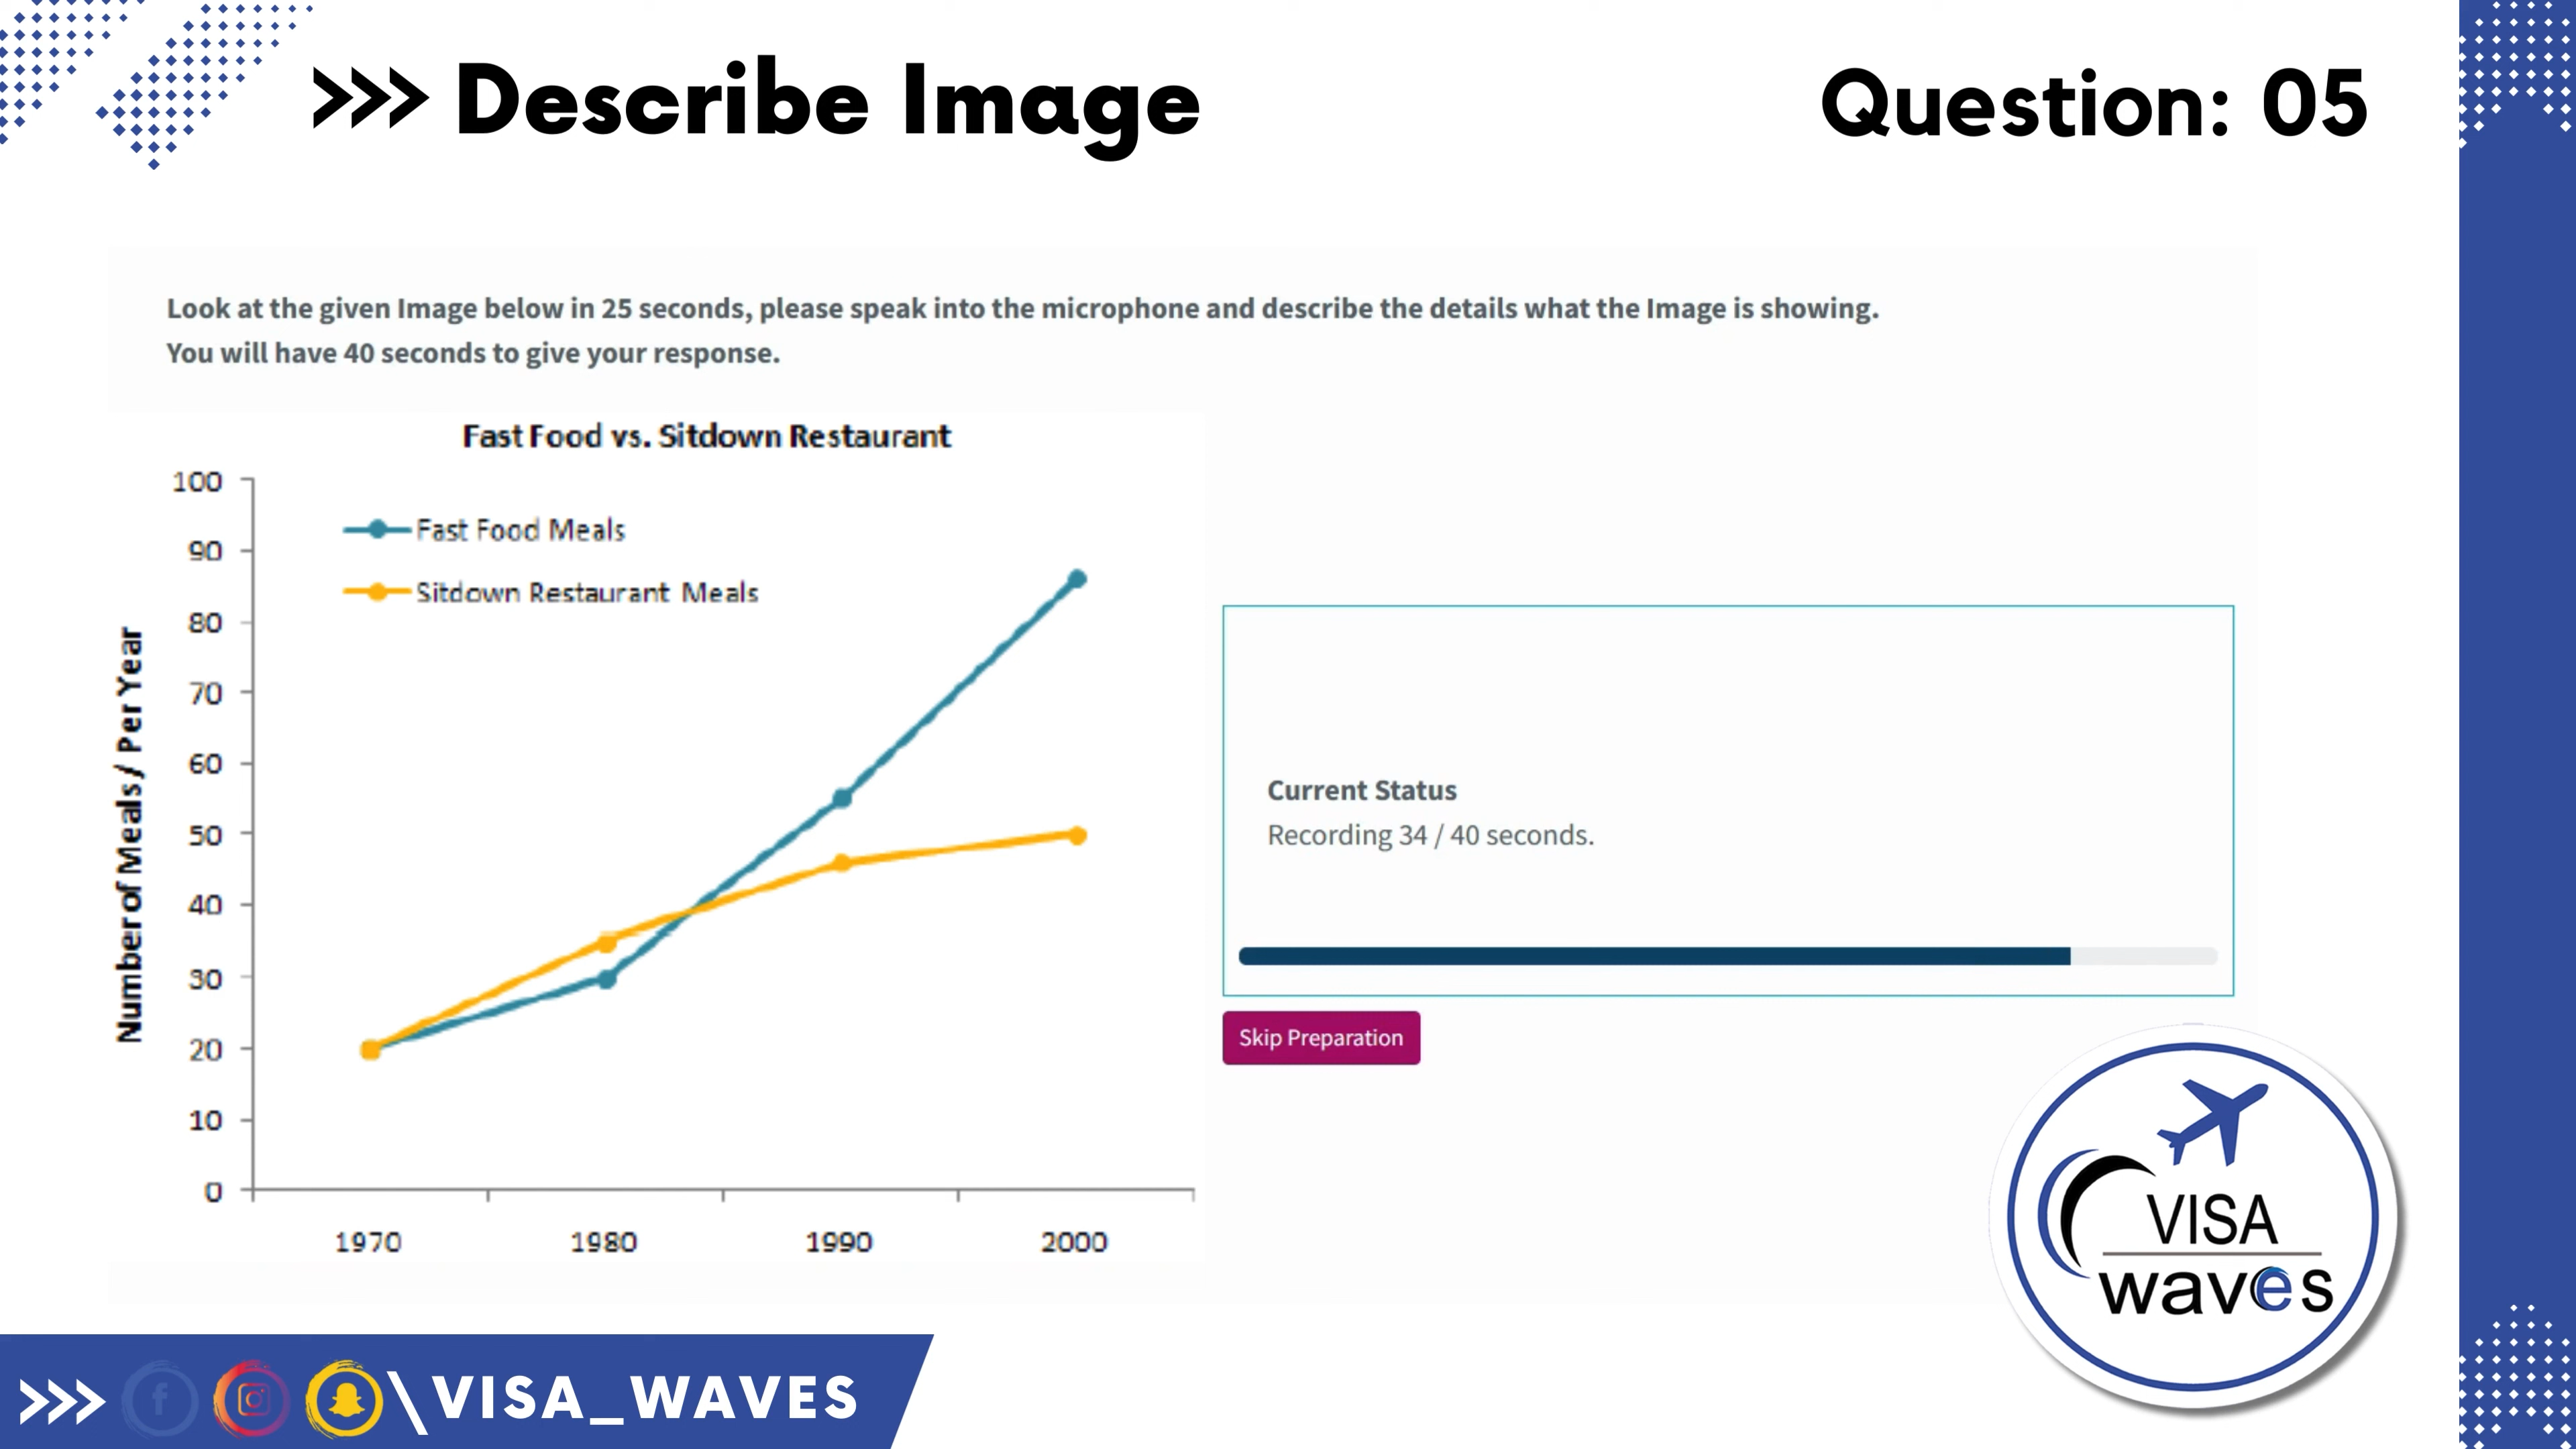 >>> Describe Image
Question: 05
Look at the given Image below in 25 seconds, please speak into the microphone and describe the details what the Image is showing.
You will have 40 seconds to give your response.
Fast Food vs. Sitdown Restaurant
100
90
80
70
60
50
40
30
20
10
0
Number of Meals / Per Year
Fast Food Meals
Sitdown Restaurant Meals
1970 1980 1990 2000
Current Status
Recording 34 / 40 seconds.
Skip Preparation
VISA
waves
>>> f \VISA_WAVES